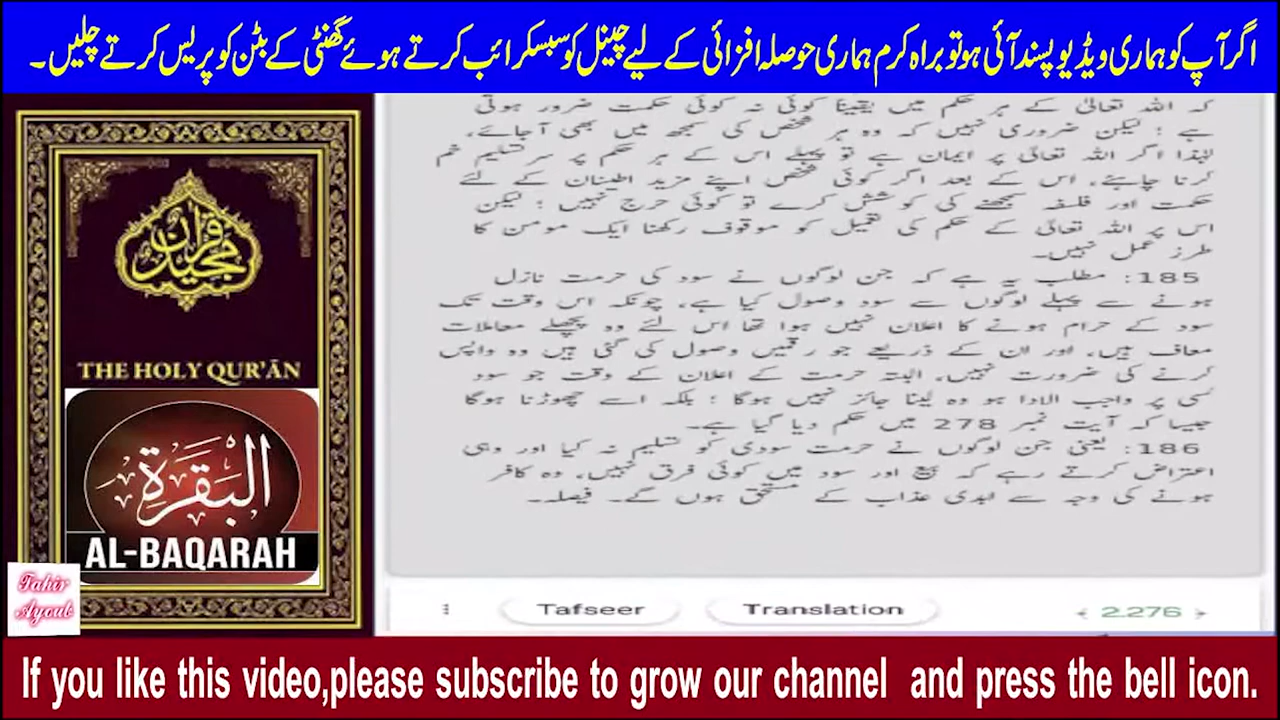 اگر آپ کو ہماری ویڈیو پسند آئی ہو تو براہ کرم ہماری حوصلہ افزائی کے لیے چینل کو سبسکرائب کرتے ہوئے گھنٹی کے بٹن کو پریس کرتے چلیں۔
قرآن مجید
THE HOLY QUR'ĀN
البقرة
AL-BAQARAH
Tahir
Ayoub
کہ اللہ تعالیٰ کے ہر حکم میں یقیناً کوئی نہ کوئی حکمت ضرور ہوتی
ہے ؛ لیکن ضروری نہیں کہ وہ ہر شخص کی سمجھ میں بھی آجائے،
لہٰذا اگر اللہ تعالیٰ پر ایمان ہے تو پہلے اس کے ہر حکم پر سر تسلیم خم
کرنا چاہئے، اس کے بعد اگر کوئی شخص اپنے مزید اطمینان کے لئے
حکمت اور فلسفہ سمجھنے کی کوشش کرے تو کوئی حرج نہیں ؛ لیکن
اس پر اللہ تعالیٰ کے حکم کی تعمیل کو موقوف رکھنا ایک مومن کا
طرز عمل نہیں۔
185: مطلب یہ ہے کہ جن لوگوں نے سود کی حرمت نازل
ہونے سے پہلے لوگوں سے سود وصول کیا ہے، چونکہ اس وقت تک
سود کے حرام ہونے کا اعلان نہیں ہوا تھا اس لئے وہ پچھلے معاملات
معاف ہیں، اور ان کے ذریعے جو رقمیں وصول کی گئی ہیں وہ واپس
کرنے کی ضرورت نہیں، البتہ حرمت کے اعلان کے وقت جو سود
کسی پر واجب الادا ہو وہ لینا جائز نہیں ہوگا ؛ بلکہ اسے چھوڑنا ہوگا
جیسا کہ آیت نمبر 278 میں حکم دیا گیا ہے۔
186: یعنی جن لوگوں نے حرمت سودی کو تسلیم نہ کیا اور وہی
اعتراض کرتے رہے کہ بیع اور سود میں کوئی فرق نہیں، وہ کافر
ہونے کی وجہ سے ابدی عذاب کے مستحق ہوں گے۔ فیصلہ۔
Tafseer
Translation
2.276
If you like this video,please subscribe to grow our channel and press the bell icon.